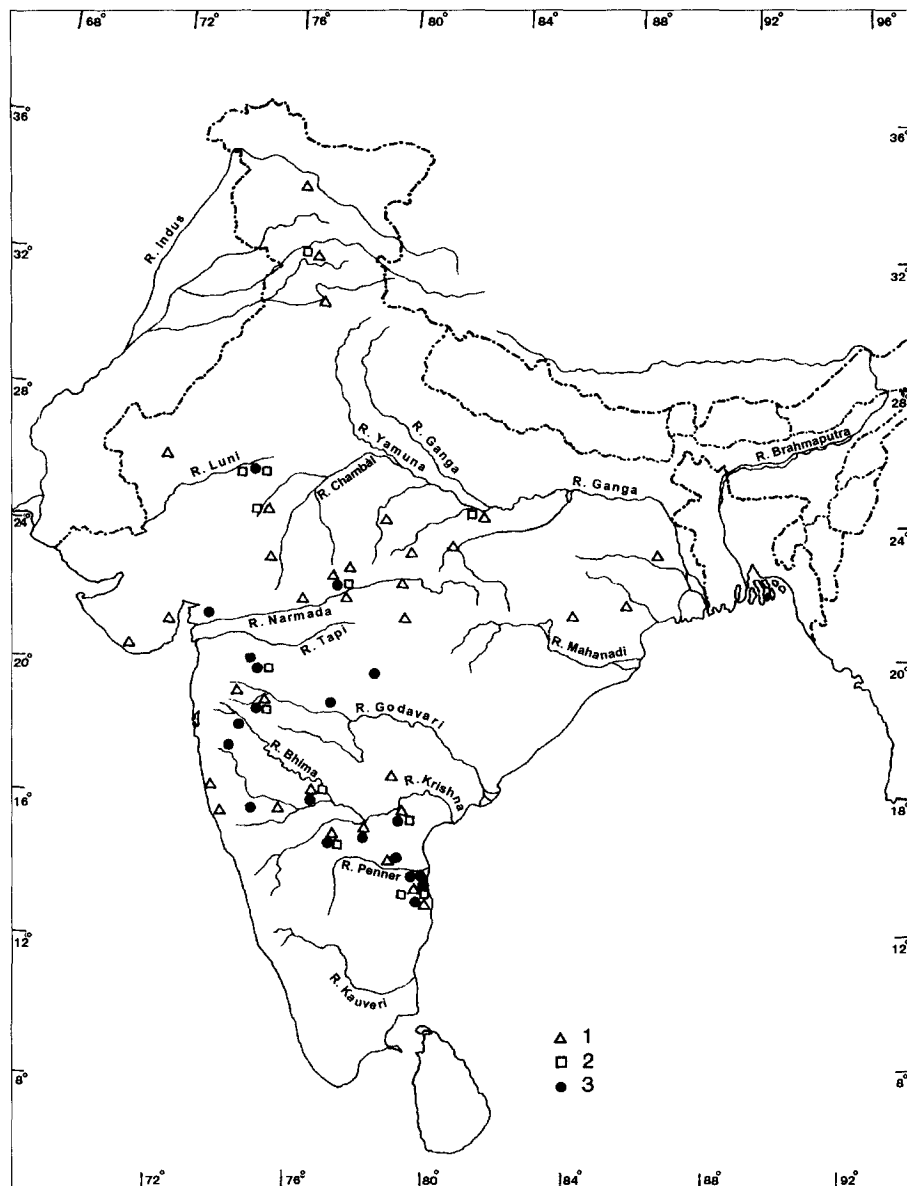 68° 72° 76° 80° 84° 88° 92° 96°
36° 36°
32° 32°
R. Indus
28° 28°
R. Ganga
R. Yamuna
R. Brahmaputra
R. Luni
R. Chambal
R. Ganga
24° 24°
R. Narmada
R. Tapi
R. Mahanadi
20° 20°
R. Godavari
R. Bhima
R. Krishna
16° 18°
R. Penner
12° 12°
R. Kauveri
1
2
3
8° 8°
72° 76° 80° 84° 88° 92°